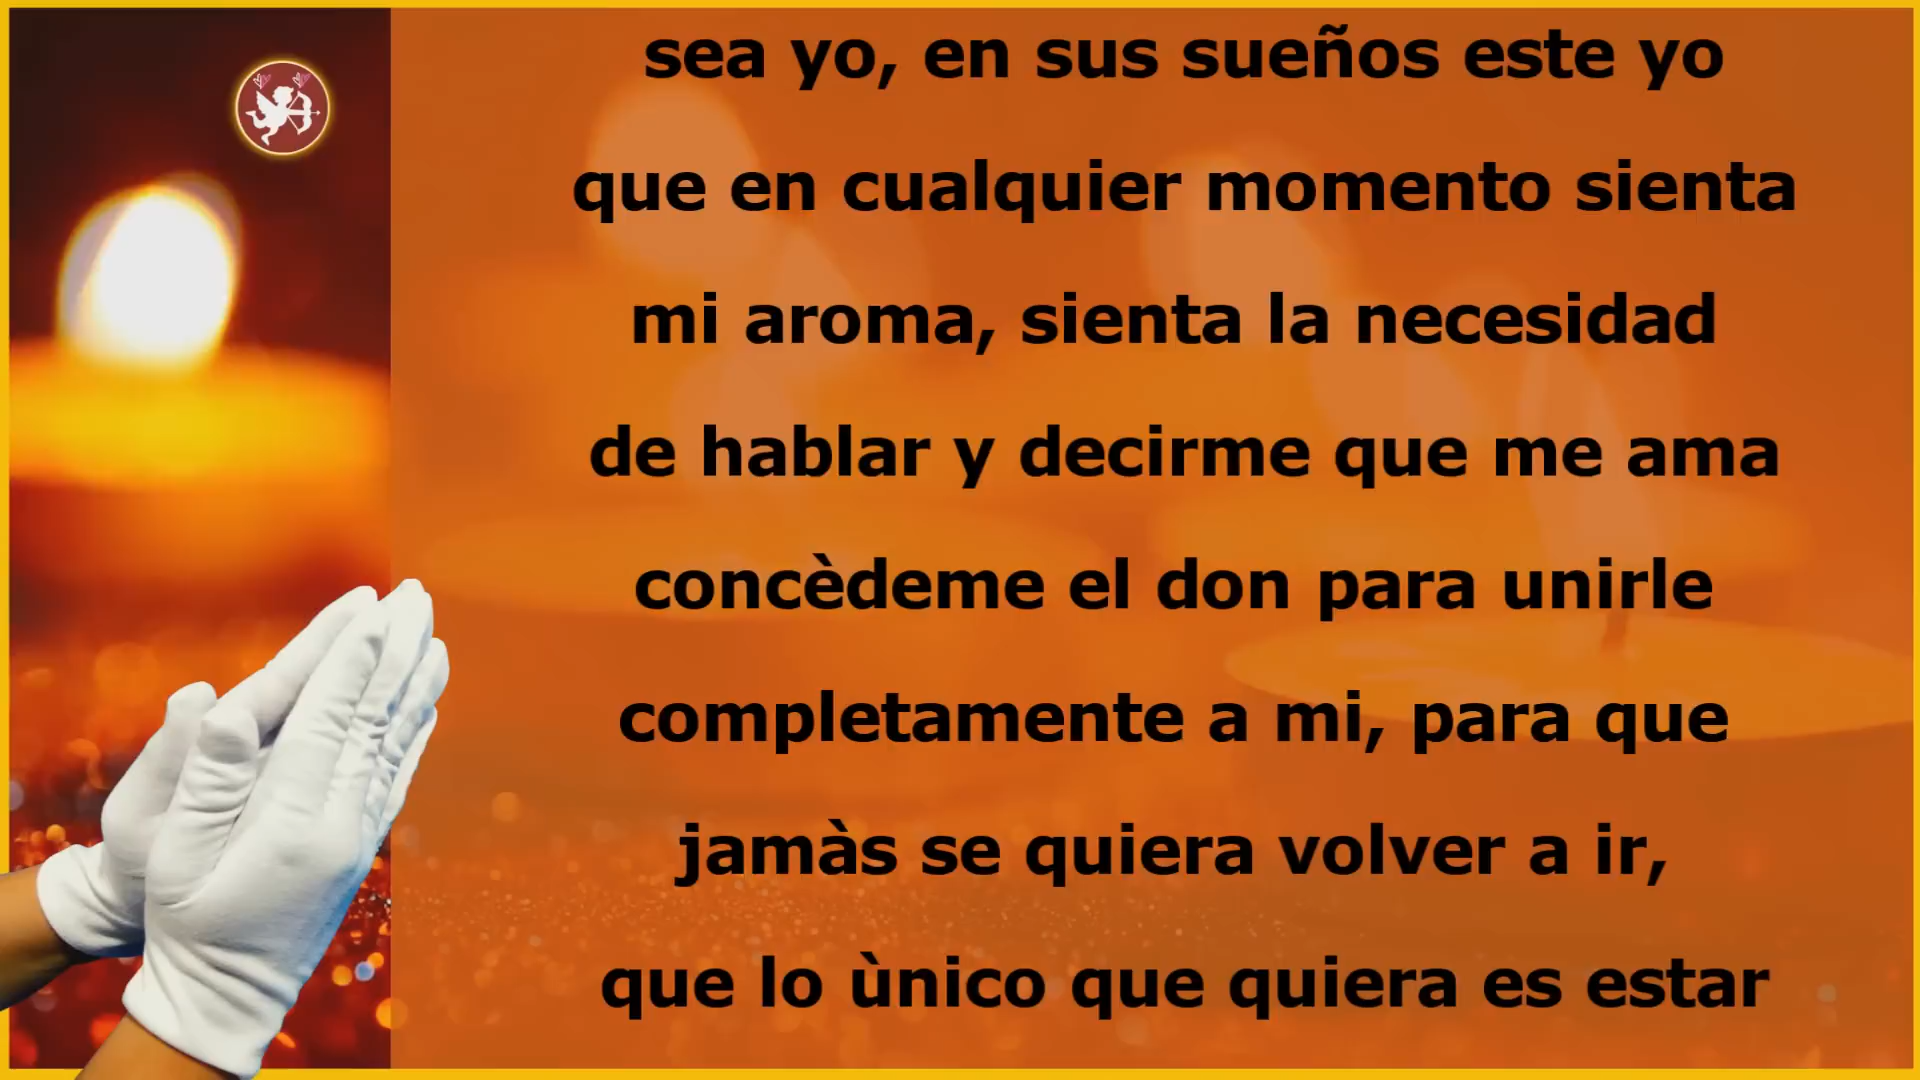 sea yo, en sus sueños este yo
que en cualquier momento sienta
mi aroma, sienta la necesidad
de hablar y decirme que me ama
concèdeme el don para unirle
completamente a mi, para que
jamàs se quiera volver a ir,
que lo ùnico que quiera es estar